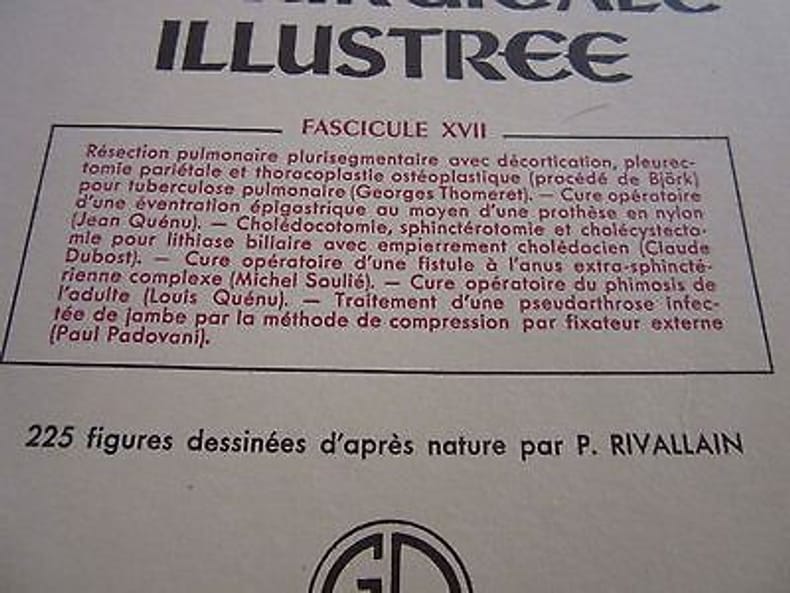 ILLUSTRÉE
FASCICULE XVII
Résection pulmonaire plurisegmentaire avec décortication, pleurec-
tomie pariétale et thoracoplastie ostéoplastique (procédé de Björk)
pour tuberculose pulmonaire (Georges Thomeret). — Cure opératoire
d'une éventration épigastrique au moyen d'une prothèse en nylon
(Jean Quénu). — Cholédocotomie, sphinctérotomie et cholécystecto-
mie pour lithiase biliaire avec empierrement cholédocien (Claude
Dubost). — Cure opératoire d'une fistule à l'anus extra-sphincté-
rienne complexe (Michel Soulié). — Cure opératoire du phimosis de
l'adulte (Louis Quénu). — Traitement d'une pseudarthrose infec-
tée de jambe par la méthode de compression par fixateur externe
(Paul Padovani).
225 figures dessinées d'après nature par P. RIVALLAIN
GD